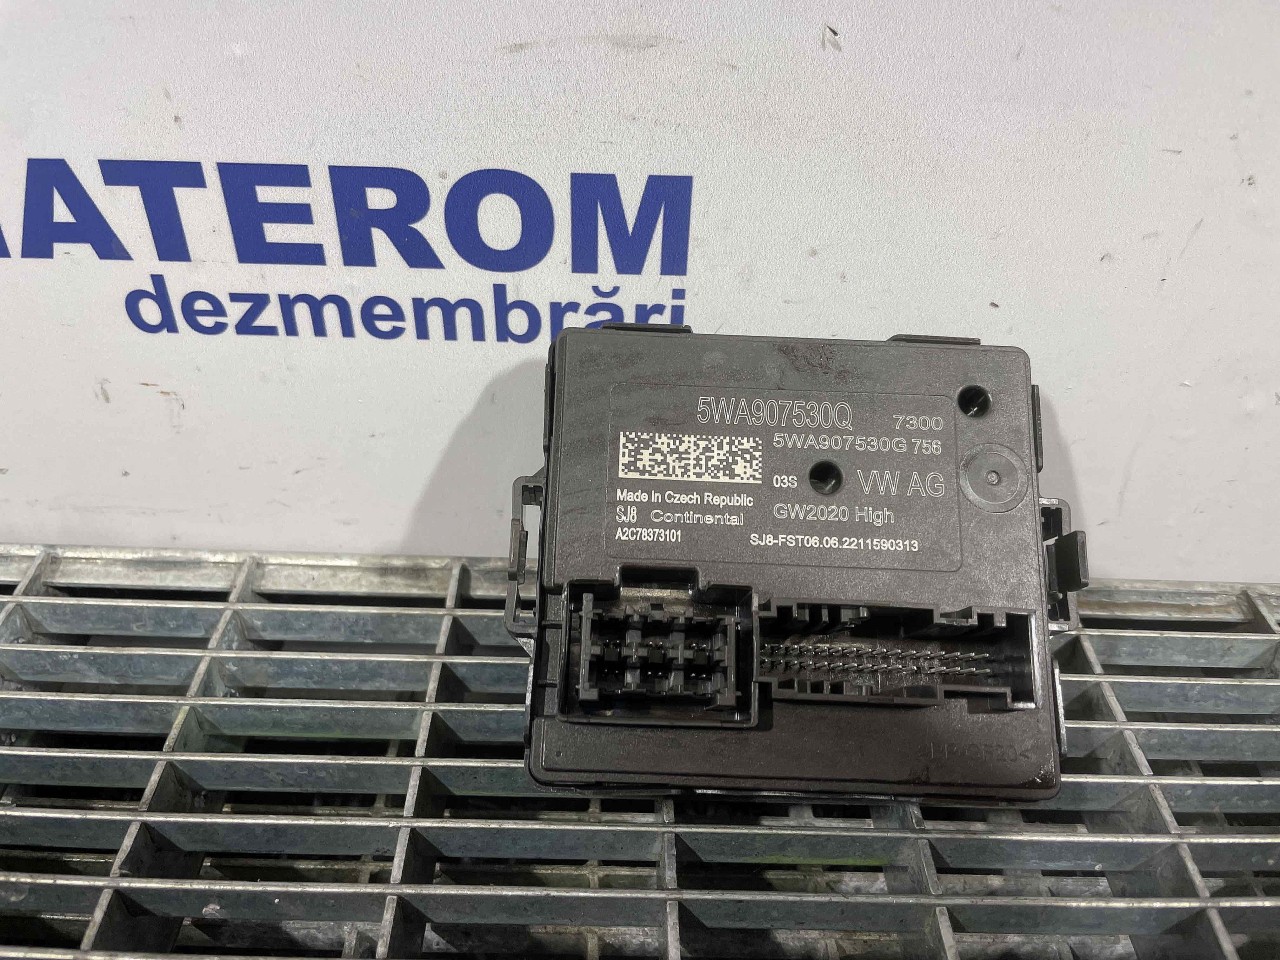 ATEROM
dezmembrări
5WA907530Q 7300
5WA907530G 756
03S VW AG
Made In Czech Republic
SJ8 Continental GW2020 High
A2C78373101 SJ8-FST06.06.2211590313